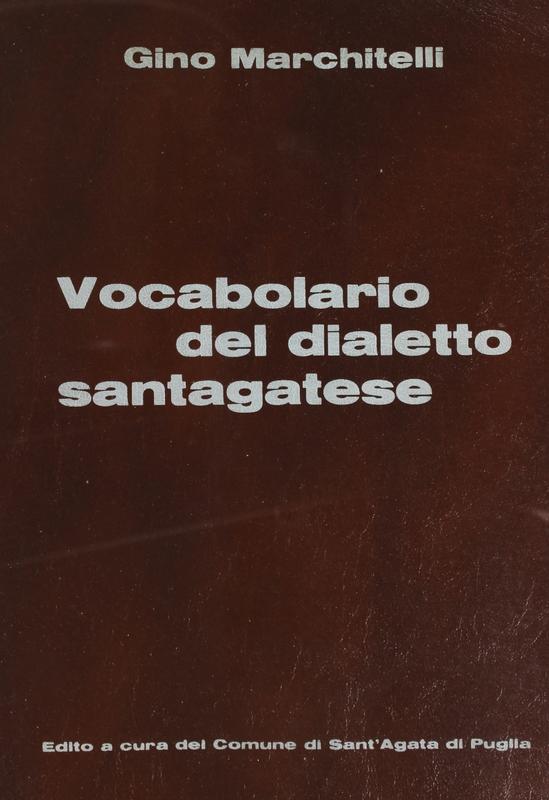 Gino Marchitelli
Vocabolario
del dialetto
santagatese
Edito a cura del Comune di Sant'Agata di Puglia